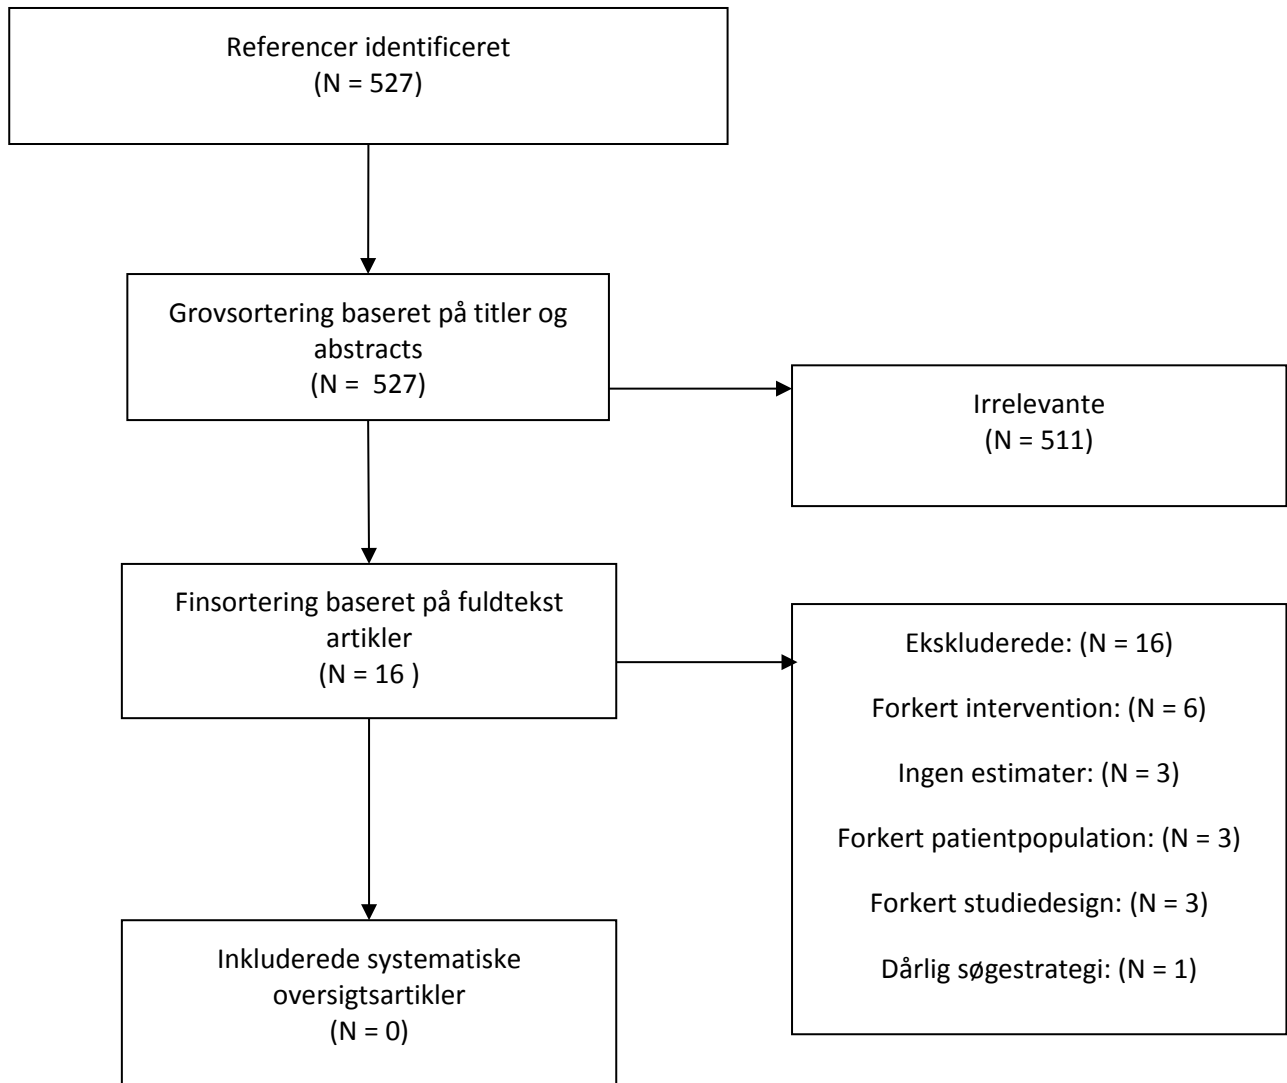 Referencer identificeret
(N = 527)
Grovsortering baseret på titler og
abstracts
(N =  527)
Irrelevante
(N = 511)
Finsortering baseret på fuldtekst
artikler
(N = 16 )
Ekskluderede: (N = 16)
Forkert intervention: (N = 6)
Ingen estimater: (N = 3)
Forkert patientpopulation: (N = 3)
Forkert studiedesign: (N = 3)
Dårlig søgestrategi: (N = 1)
Inkluderede systematiske
oversigtsartikler
(N = 0)